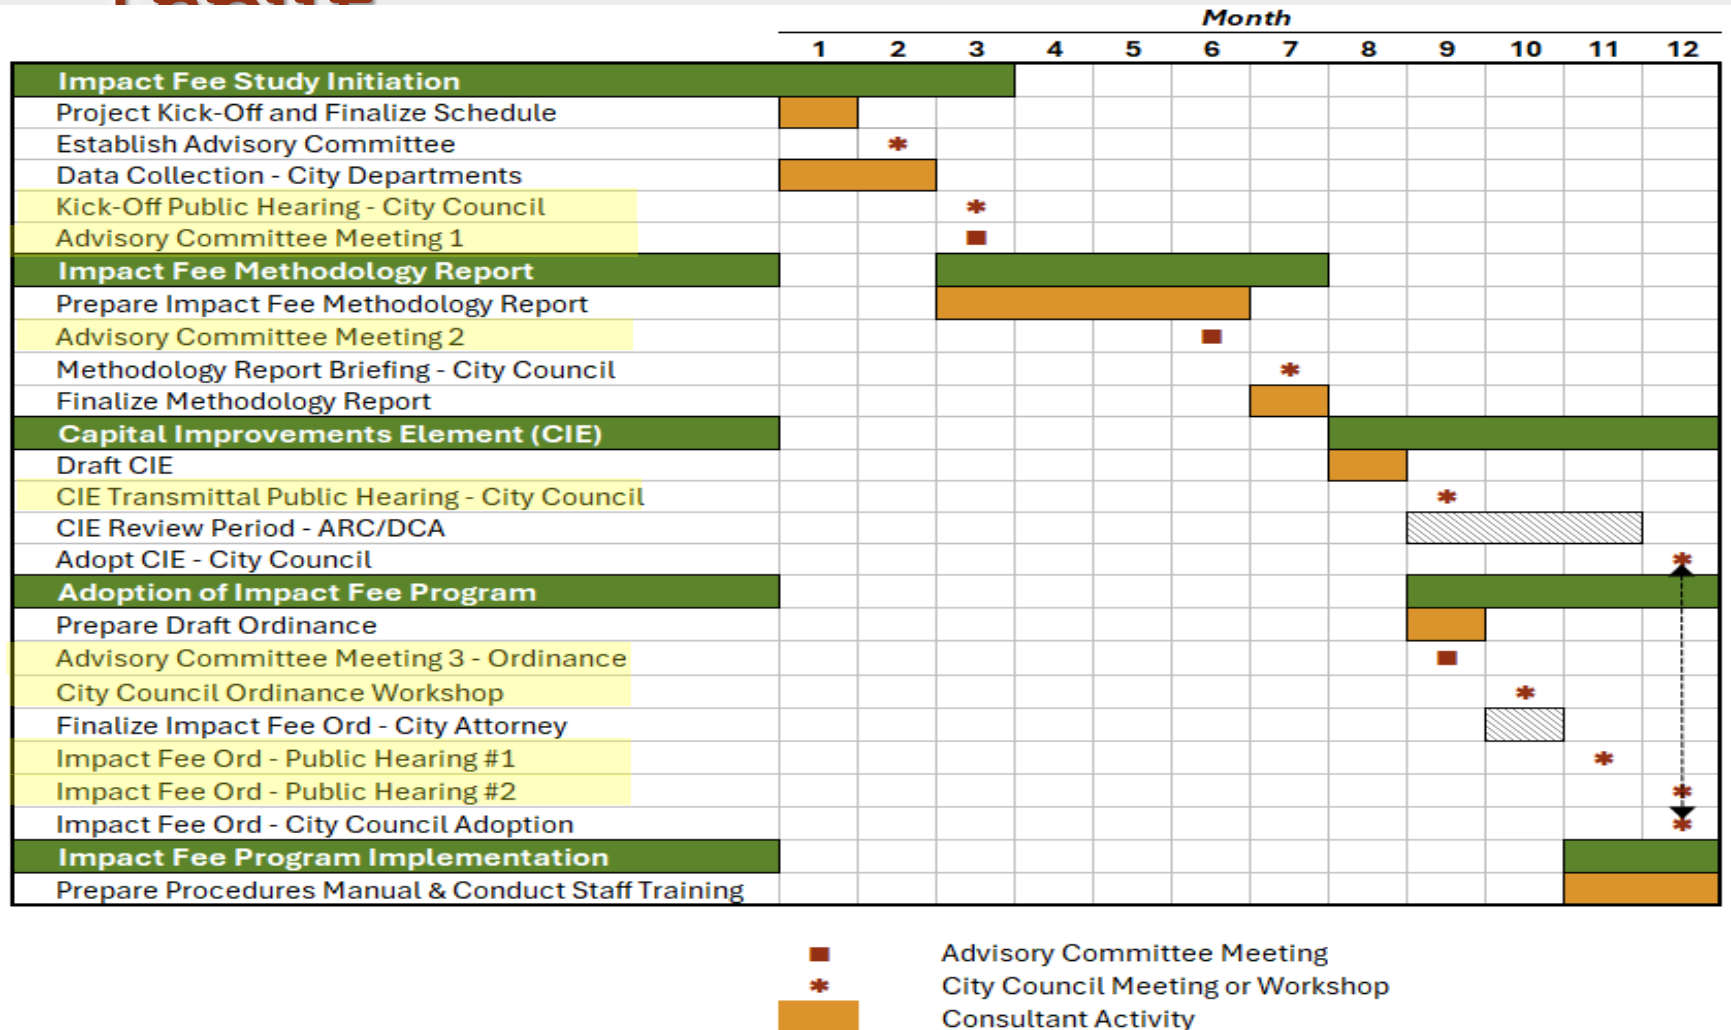 Month
1 2 3 4 5 6 7 8 9 10 11 12
Impact Fee Study Initiation
Project Kick-Off and Finalize Schedule
Establish Advisory Committee
*
Data Collection - City Departments
Kick-Off Public Hearing - City Council
*
Advisory Committee Meeting 1
Impact Fee Methodology Report
Prepare Impact Fee Methodology Report
Advisory Committee Meeting 2
Methodology Report Briefing - City Council
*
Finalize Methodology Report
Capital Improvements Element (CIE)
Draft CIE
CIE Transmittal Public Hearing - City Council
*
CIE Review Period - ARC/DCA
Adopt CIE - City Council
*
Adoption of Impact Fee Program
Prepare Draft Ordinance
Advisory Committee Meeting 3 - Ordinance
City Council Ordinance Workshop
*
Finalize Impact Fee Ord - City Attorney
Impact Fee Ord - Public Hearing #1
*
Impact Fee Ord - Public Hearing #2
*
Impact Fee Ord - City Council Adoption
*
Impact Fee Program Implementation
Prepare Procedures Manual & Conduct Staff Training
Advisory Committee Meeting
* City Council Meeting or Workshop
Consultant Activity